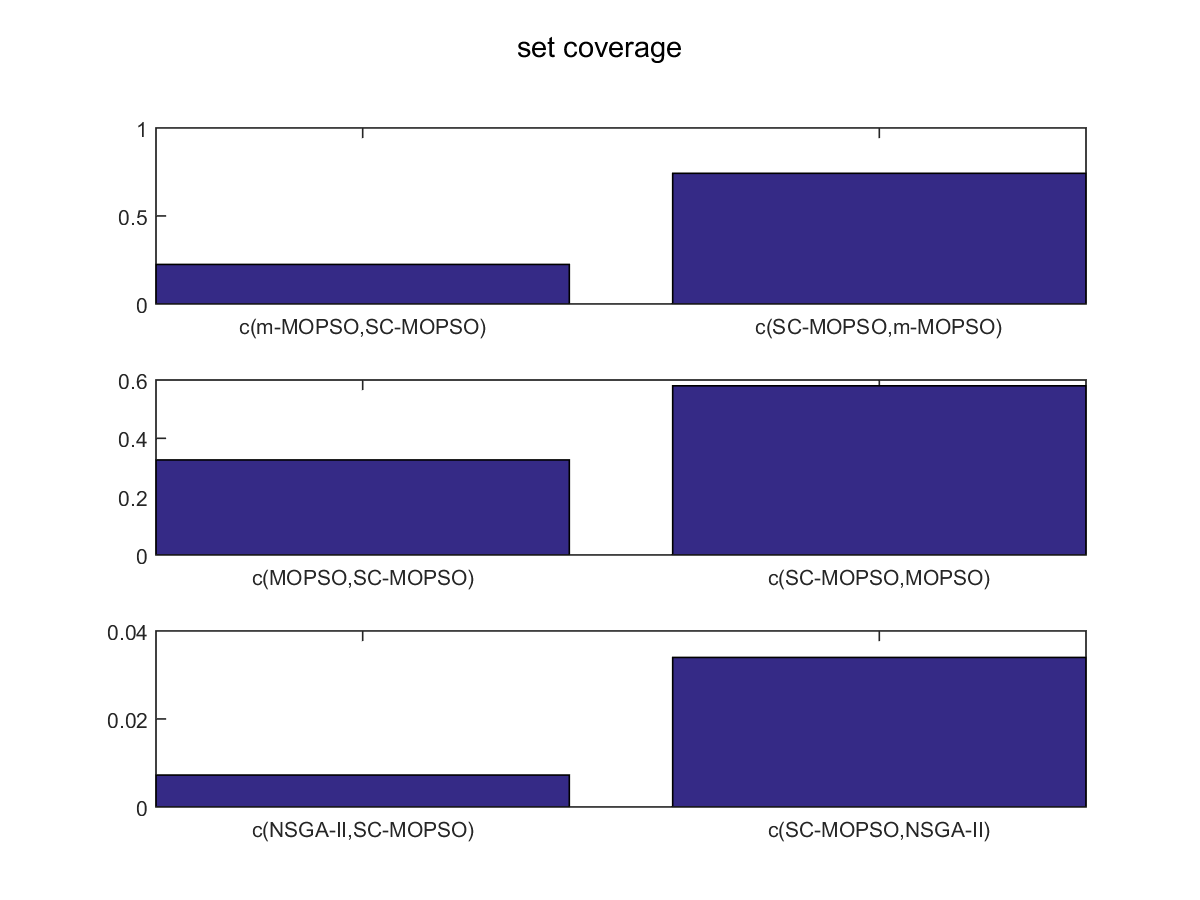 set coverage
1
0.5
0
c(m-MOPSO,SC-MOPSO) c(SC-MOPSO,m-MOPSO)
0.6
0.4
0.2
0
c(MOPSO,SC-MOPSO) c(SC-MOPSO,MOPSO)
0.04
0.02
0
c(NSGA-II,SC-MOPSO) c(SC-MOPSO,NSGA-II)